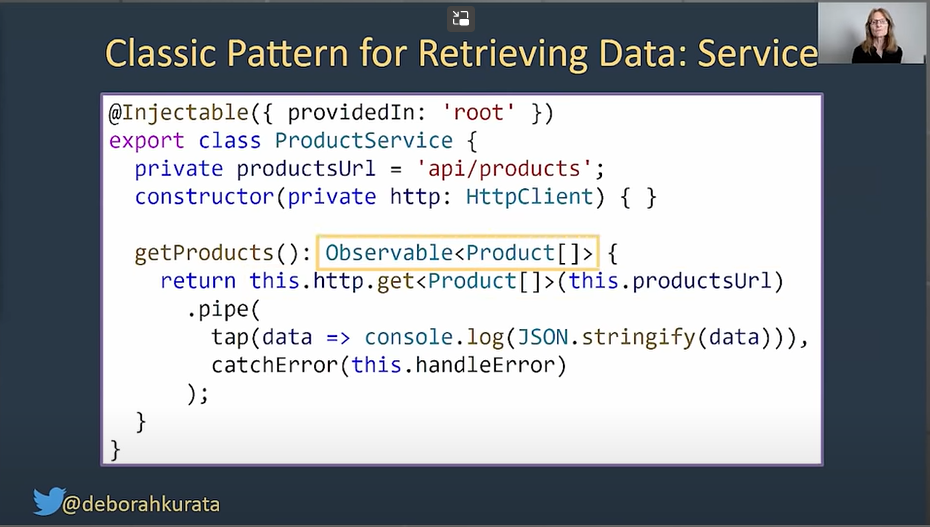 Classic Pattern for Retrieving Data: Service
@Injectable({ providedIn: 'root' })
export class ProductService {
private productsUrl = 'api/products';
constructor(private http: HttpClient) { }
getProducts(): Observable<Product[]> {
return this.http.get<Product[]>(this.productsUrl)
.pipe(
tap(data => console.log(JSON.stringify(data))),
catchError(this.handleError)
);
}
}
@deborahkurata